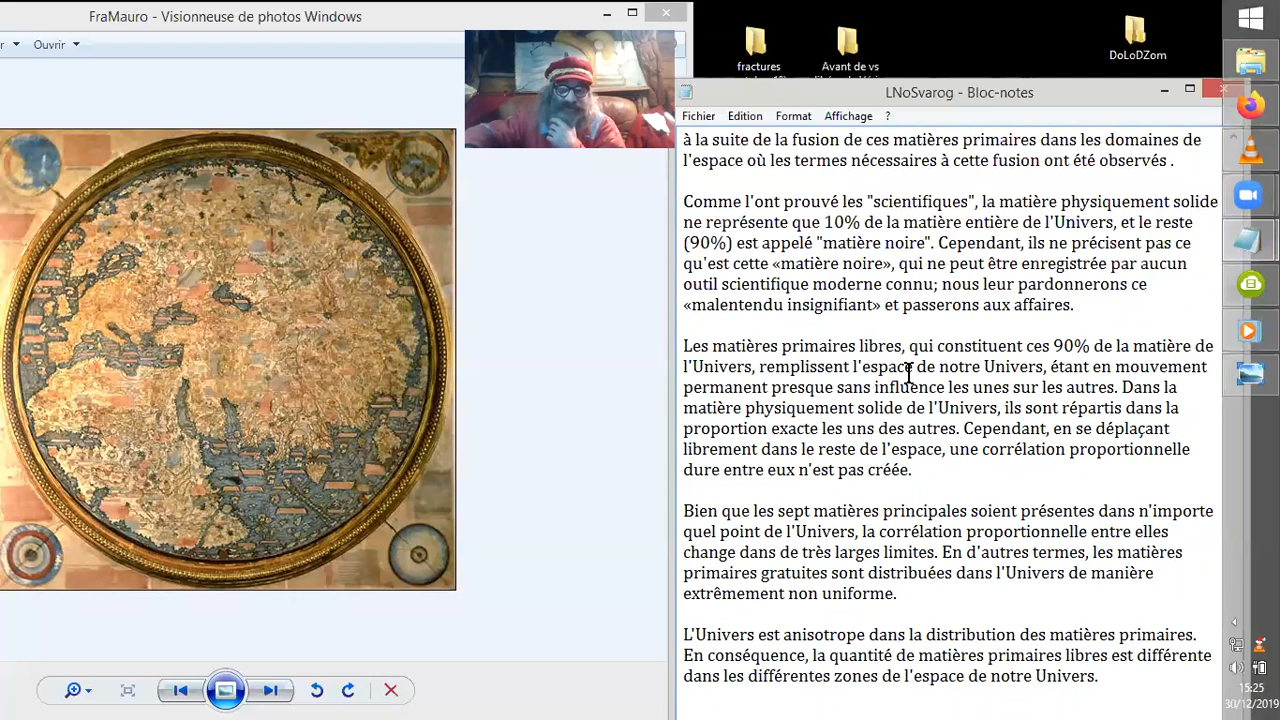 FraMauro - Visionneuse de photos Windows
r
Ouvrir
fractures
Avant de vs
DoLoDZom
LNoSvarog - Bloc-notes
Fichier Edition Format Affichage ?
à la suite de la fusion de ces matières primaires dans les domaines de
l'espace où les termes nécessaires à cette fusion ont été observés .
Comme l'ont prouvé les "scientifiques", la matière physiquement solide
ne représente que 10% de la matière entière de l'Univers, et le reste
(90%) est appelé "matière noire". Cependant, ils ne précisent pas ce
qu'est cette «matière noire», qui ne peut être enregistrée par aucun
outil scientifique moderne connu; nous leur pardonnerons ce
«malentendu insignifiant» et passerons aux affaires.
Les matières primaires libres, qui constituent ces 90% de la matière de
l'Univers, remplissent l'espace de notre Univers, étant en mouvement
permanent presque sans influence les unes sur les autres. Dans la
matière physiquement solide de l'Univers, ils sont répartis dans la
proportion exacte les uns des autres. Cependant, en se déplaçant
librement dans le reste de l'espace, une corrélation proportionnelle
dure entre eux n'est pas créée.
Bien que les sept matières principales soient présentes dans n'importe
quel point de l'Univers, la corrélation proportionnelle entre elles
change dans de très larges limites. En d'autres termes, les matières
primaires gratuites sont distribuées dans l'Univers de manière
extrêmement non uniforme.
L'Univers est anisotrope dans la distribution des matières primaires.
En conséquence, la quantité de matières primaires libres est différente
dans les différentes zones de l'espace de notre Univers.
15:25
30/12/2019